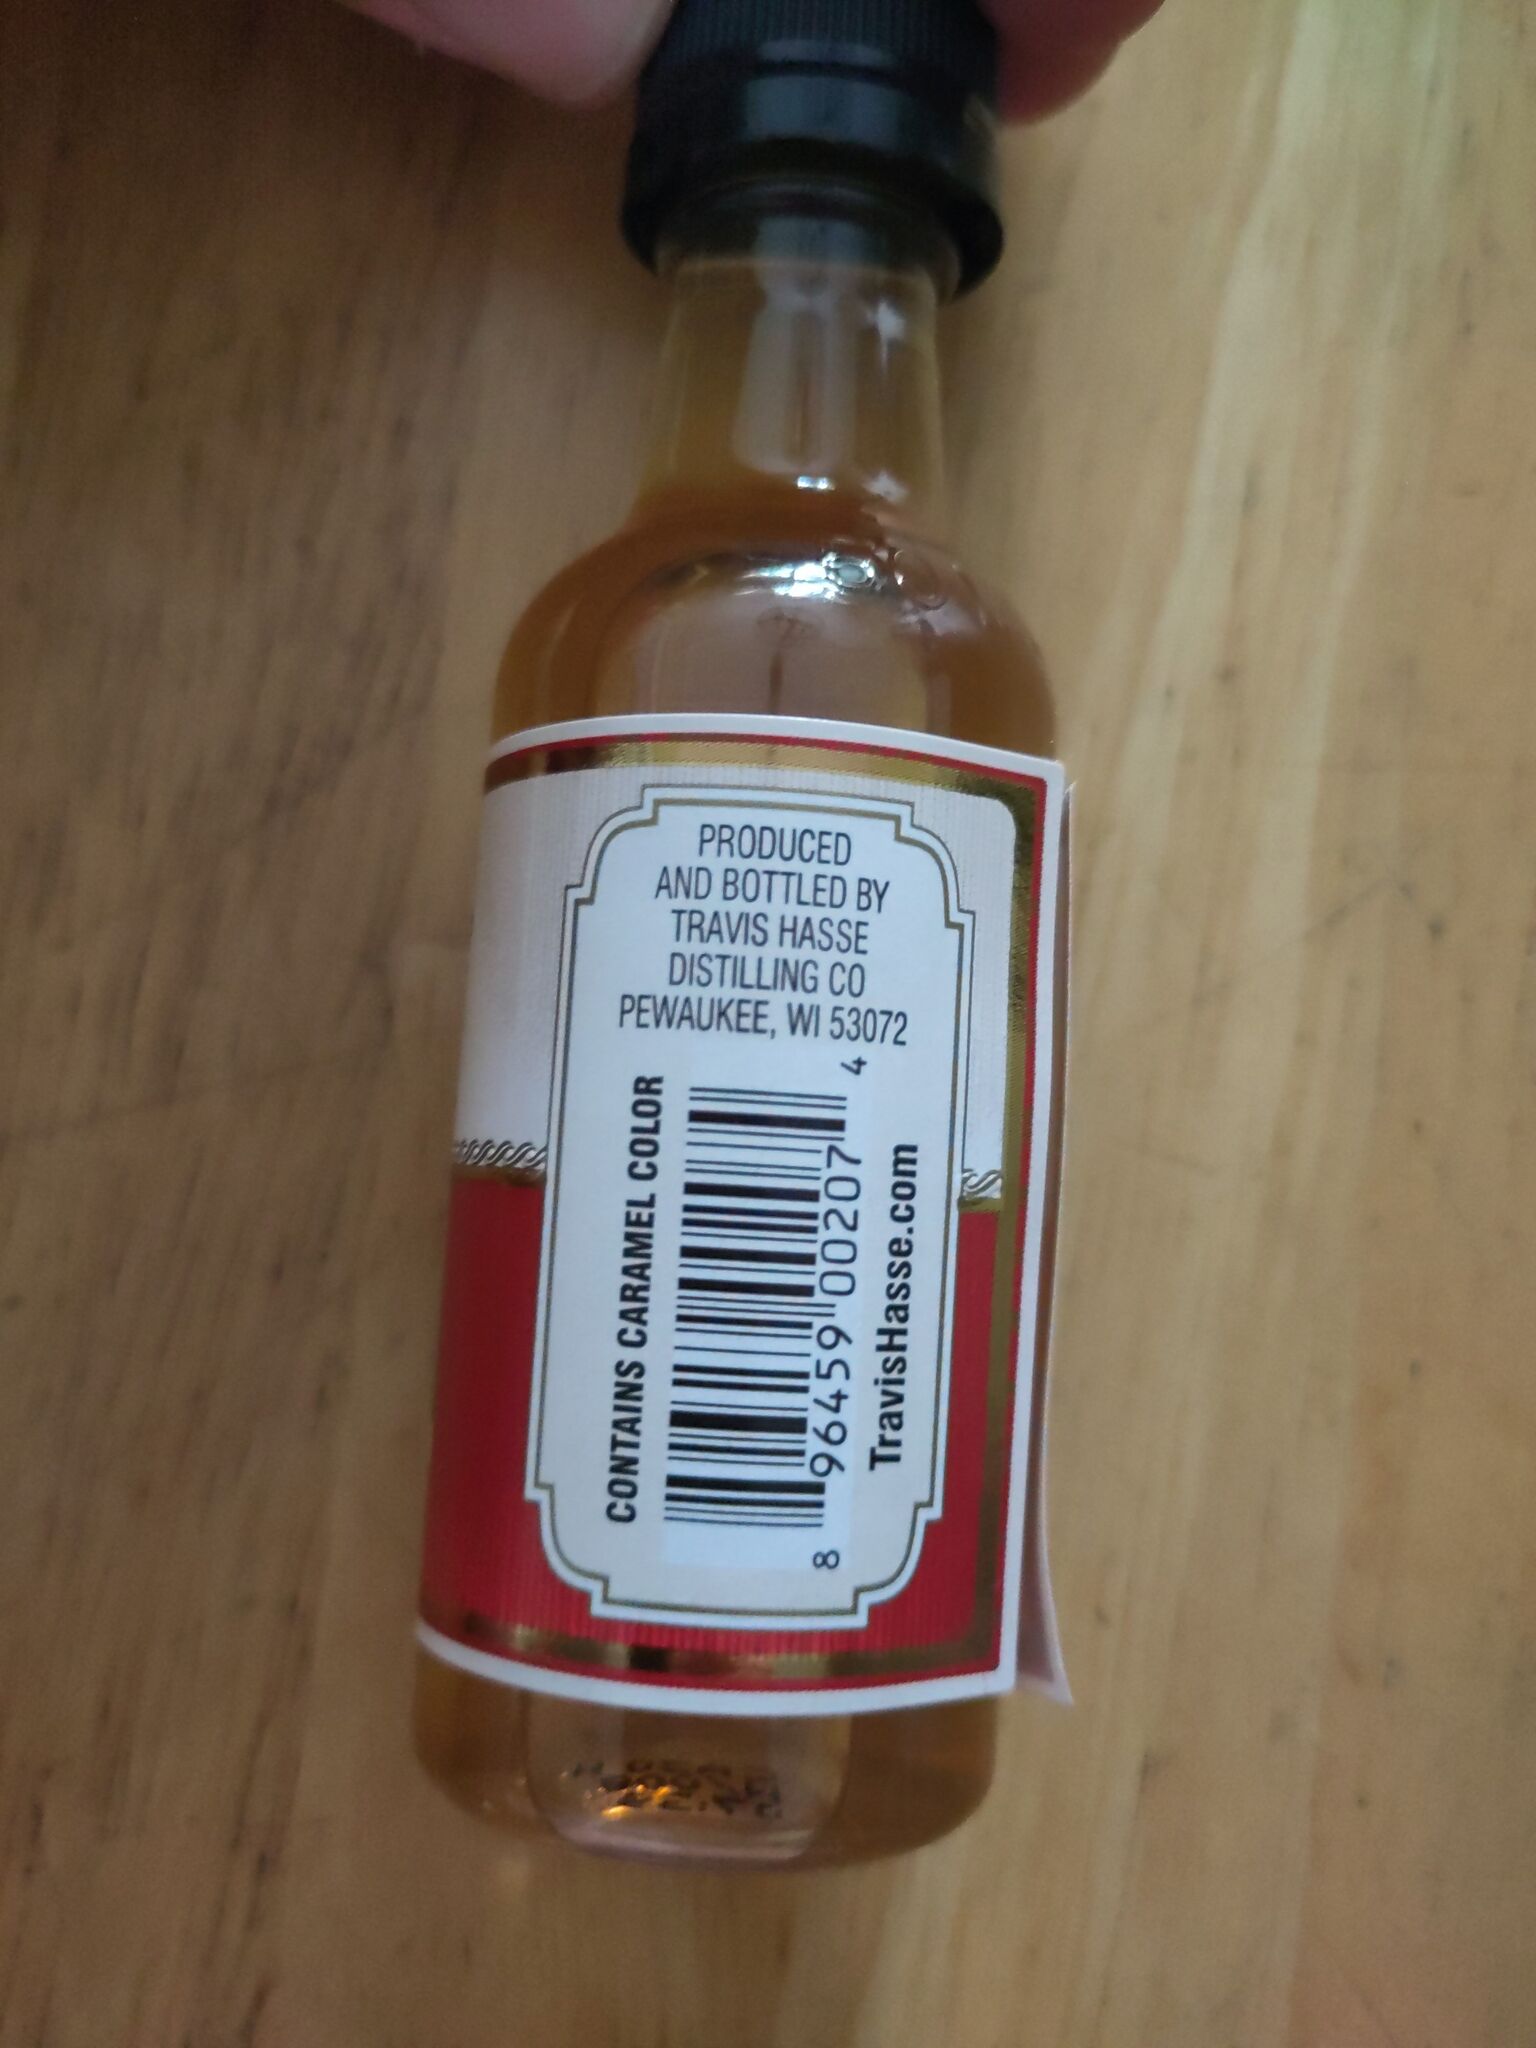 PRODUCED
AND BOTTLED BY
TRAVIS HASSE
DISTILLING CO
PEWAUKEE, WI 53072
CONTAINS CARAMEL COLOR
8 96459 00207 4
TravisHasse.com